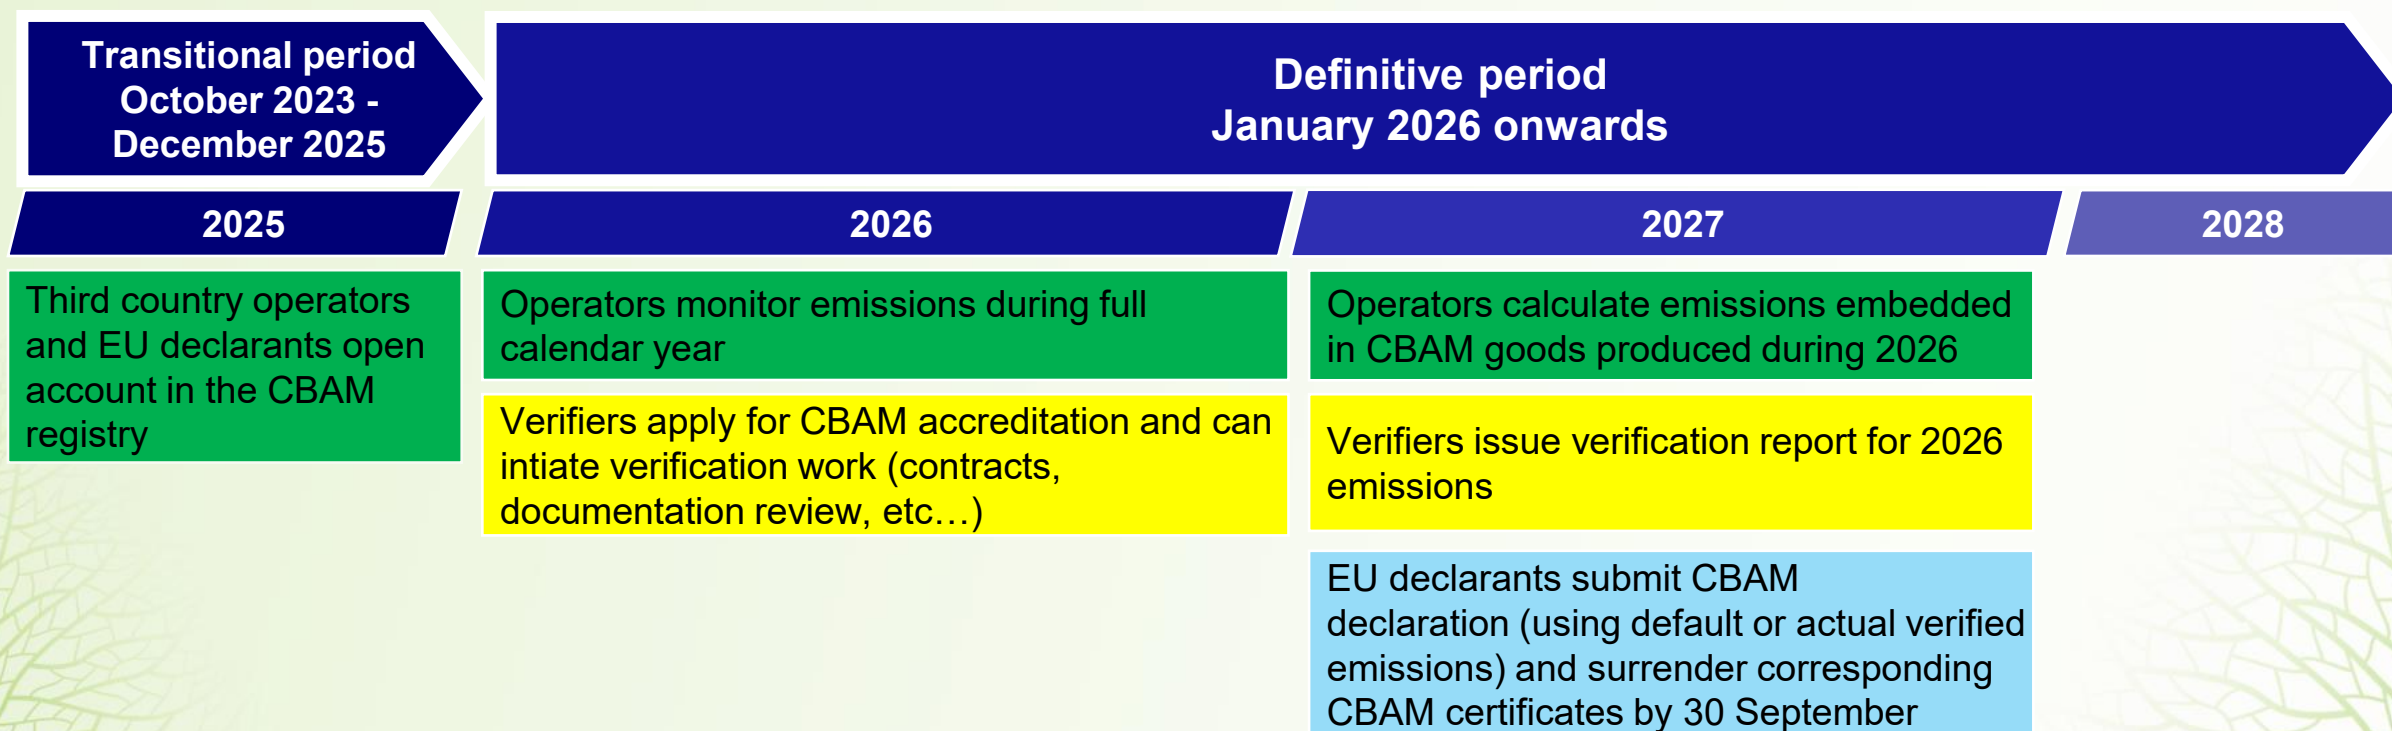 Transitional period
October 2023 -
December 2025
Definitive period
January 2026 onwards
2025
2026
2027
2028
Third country operators
and EU declarants open
account in the CBAM
registry
Operators monitor emissions during full
calendar year
Verifiers apply for CBAM accreditation and can
intiate verification work (contracts,
documentation review, etc…)
Operators calculate emissions embedded
in CBAM goods produced during 2026
Verifiers issue verification report for 2026
emissions
EU declarants submit CBAM
declaration (using default or actual verified
emissions) and surrender corresponding
CBAM certificates by 30 September